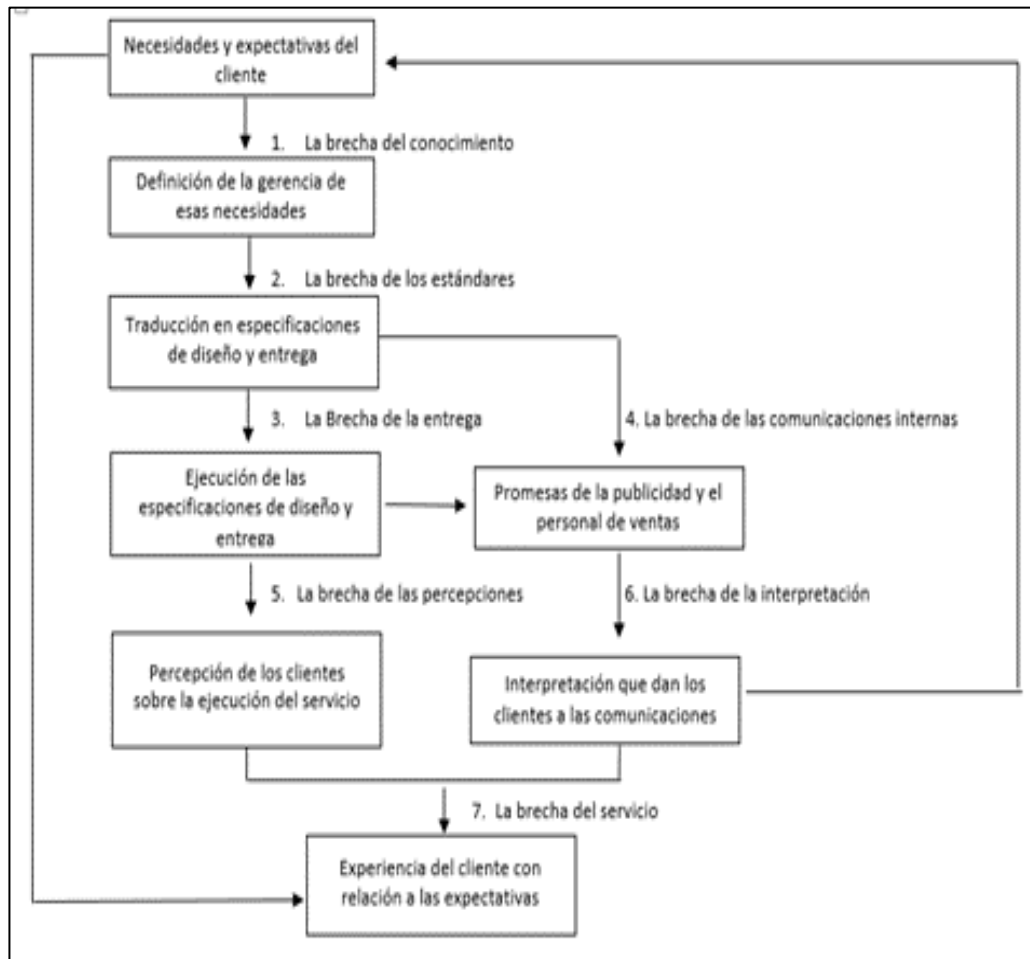 Necesidades y expectativas del
cliente
1. La brecha del conocimiento
Definición de la gerencia de
esas necesidades
2. La brecha de los estándares
Traducción en especificaciones
de diseño y entrega
3. La Brecha de la entrega
4. La brecha de las comunicaciones internas
Ejecución de las
especificaciones de diseño y
entrega
Promesas de la publicidad y el
personal de ventas
5. La brecha de las percepciones
6. La brecha de la interpretación
Percepción de los clientes
sobre la ejecución del servicio
Interpretación que dan los
clientes a las comunicaciones
7. La brecha del servicio
Experiencia del cliente con
relación a las expectativas